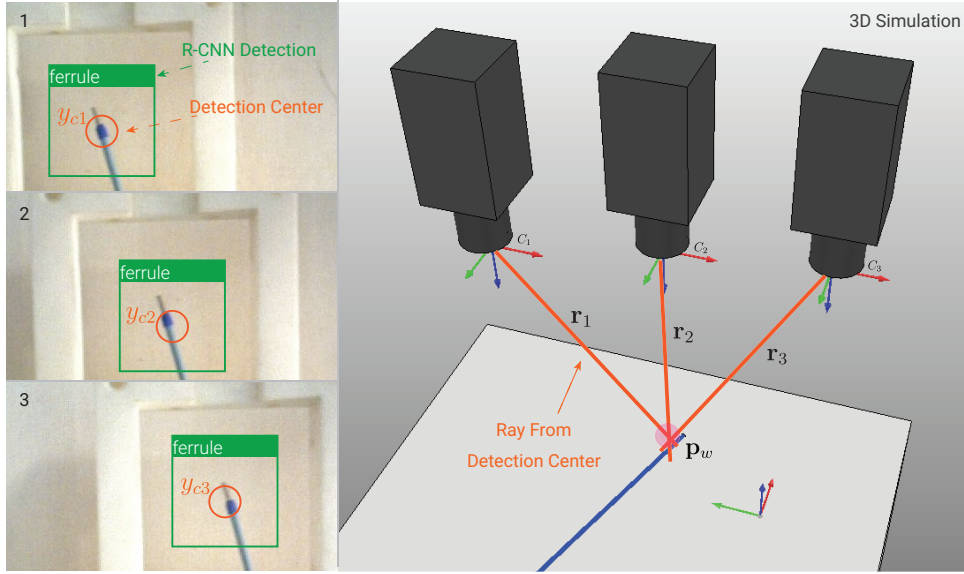 1
R-CNN Detection
ferrule
Detection Center
y_{c1}
2
ferrule
y_{c2}
3
ferrule
y_{c3}
3D Simulation
C_1
C_2
C_3
r_1
r_2
r_3
Ray From
Detection Center
p_w